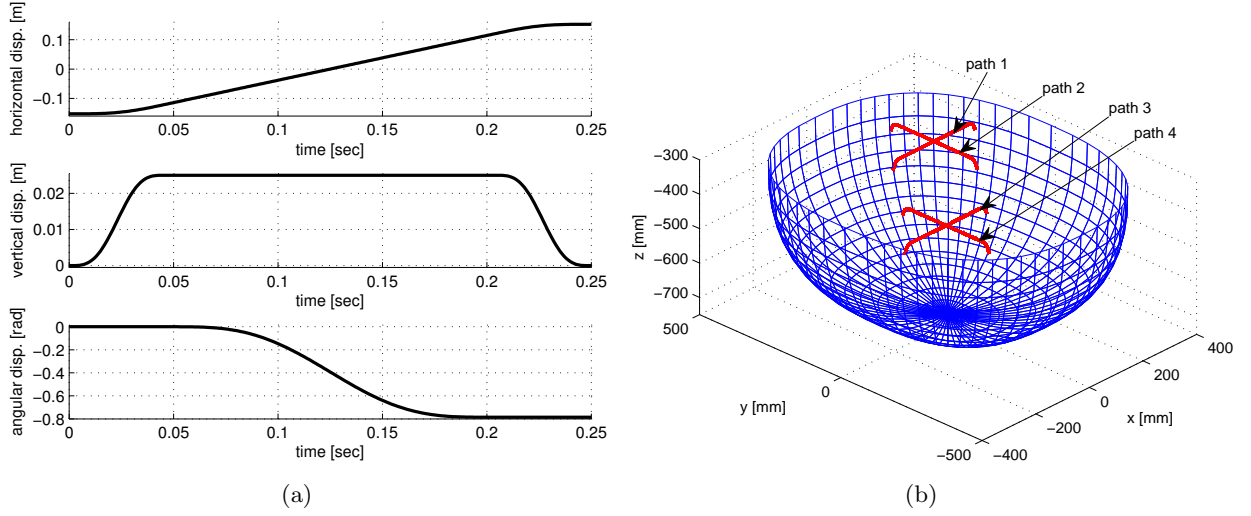 horizontal disp. [m]
0.1
0
−0.1
0
0.05
0.1
0.15
0.2
0.25
time [sec]
vertical disp. [m]
0.02
0.01
0
0
0.05
0.1
0.15
0.2
0.25
time [sec]
angular disp. [rad]
0
−0.2
−0.4
−0.6
−0.8
0
0.05
0.1
0.15
0.2
0.25
time [sec]
(a)
path 1
path 2
path 3
path 4
−300
−400
−500
−600
−700
z [mm]
500
0
−500
y [mm]
−400
−200
0
200
400
x [mm]
(b)